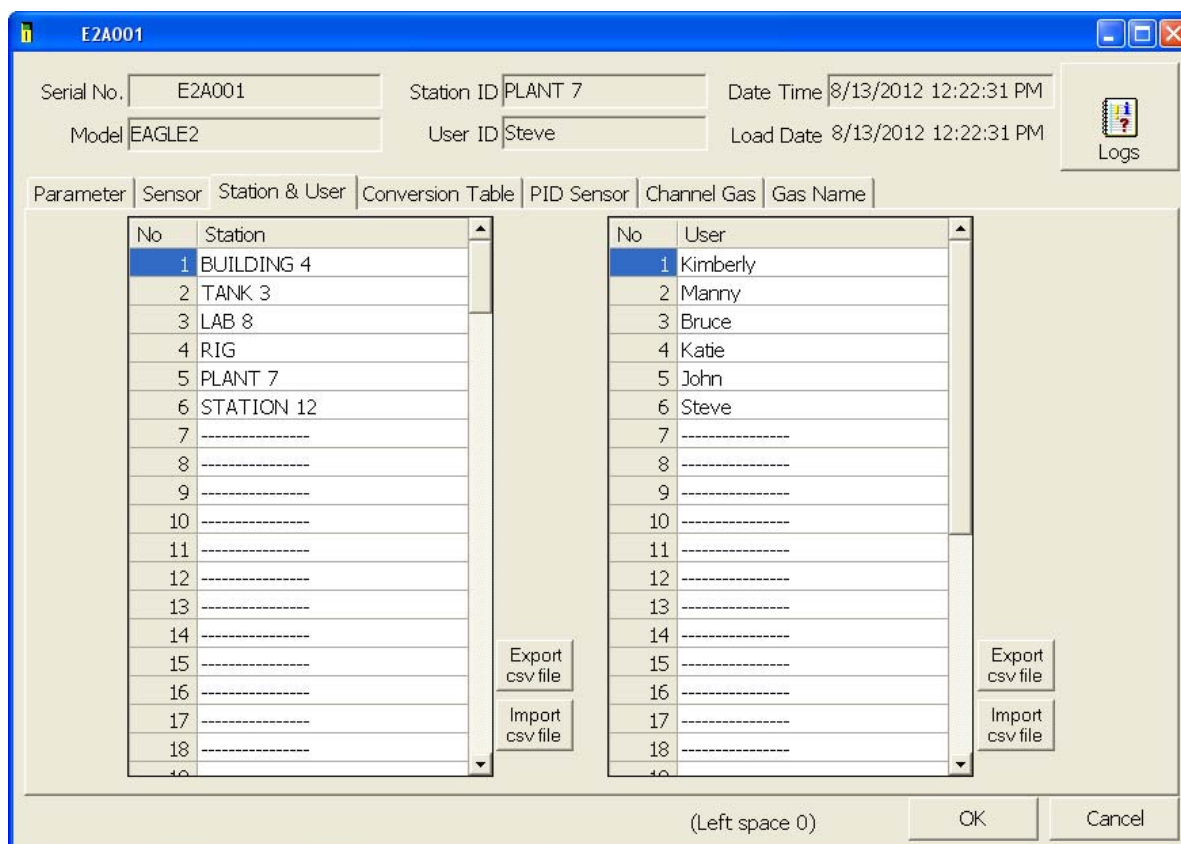 E2A001
Serial No. E2A001 Station ID PLANT 7 Date Time 8/13/2012 12:22:31 PM
Model EAGLE2 User ID Steve Load Date 8/13/2012 12:22:31 PM
Logs
Parameter Sensor Station & User Conversion Table PID Sensor Channel Gas Gas Name
No Station No User
1 BUILDING 4 1 Kimberly
2 TANK 3 2 Manny
3 LAB 8 3 Bruce
4 RIG 4 Katie
5 PLANT 7 5 John
6 STATION 12 6 Steve
7 ---------------- 7 ----------------
8 ---------------- 8 ----------------
9 ---------------- 9 ----------------
10 ---------------- 10 ----------------
11 ---------------- 11 ----------------
12 ---------------- 12 ----------------
13 ---------------- 13 ----------------
14 ---------------- 14 ----------------
15 ---------------- 15 ----------------
16 ---------------- 16 ----------------
17 ---------------- 17 ----------------
18 ---------------- 18 ----------------
Export csv file Export csv file
Import csv file Import csv file
(Left space 0) OK Cancel